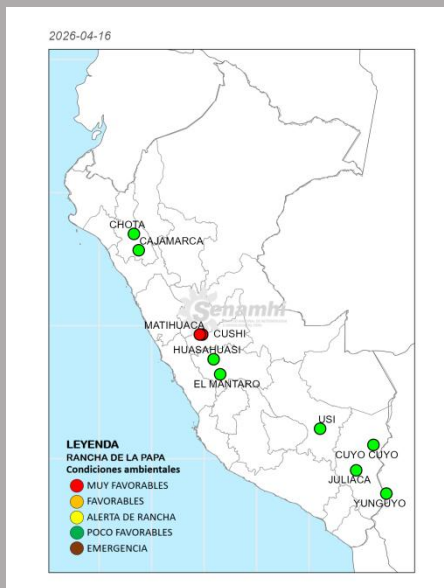 2026-04-16
CHOTA
CAJAMARCA
Senamhi
MATIHUACA
CUSHI
HUASAHUASI
EL MANTARO
USI
CUYO CUYO
JULIACA
YUNGUYO
LEYENDA
RANCHA DE LA PAPA
Condiciones ambientales
MUY FAVORABLES
FAVORABLES
ALERTA DE RANCHA
POCO FAVORABLES
EMERGENCIA